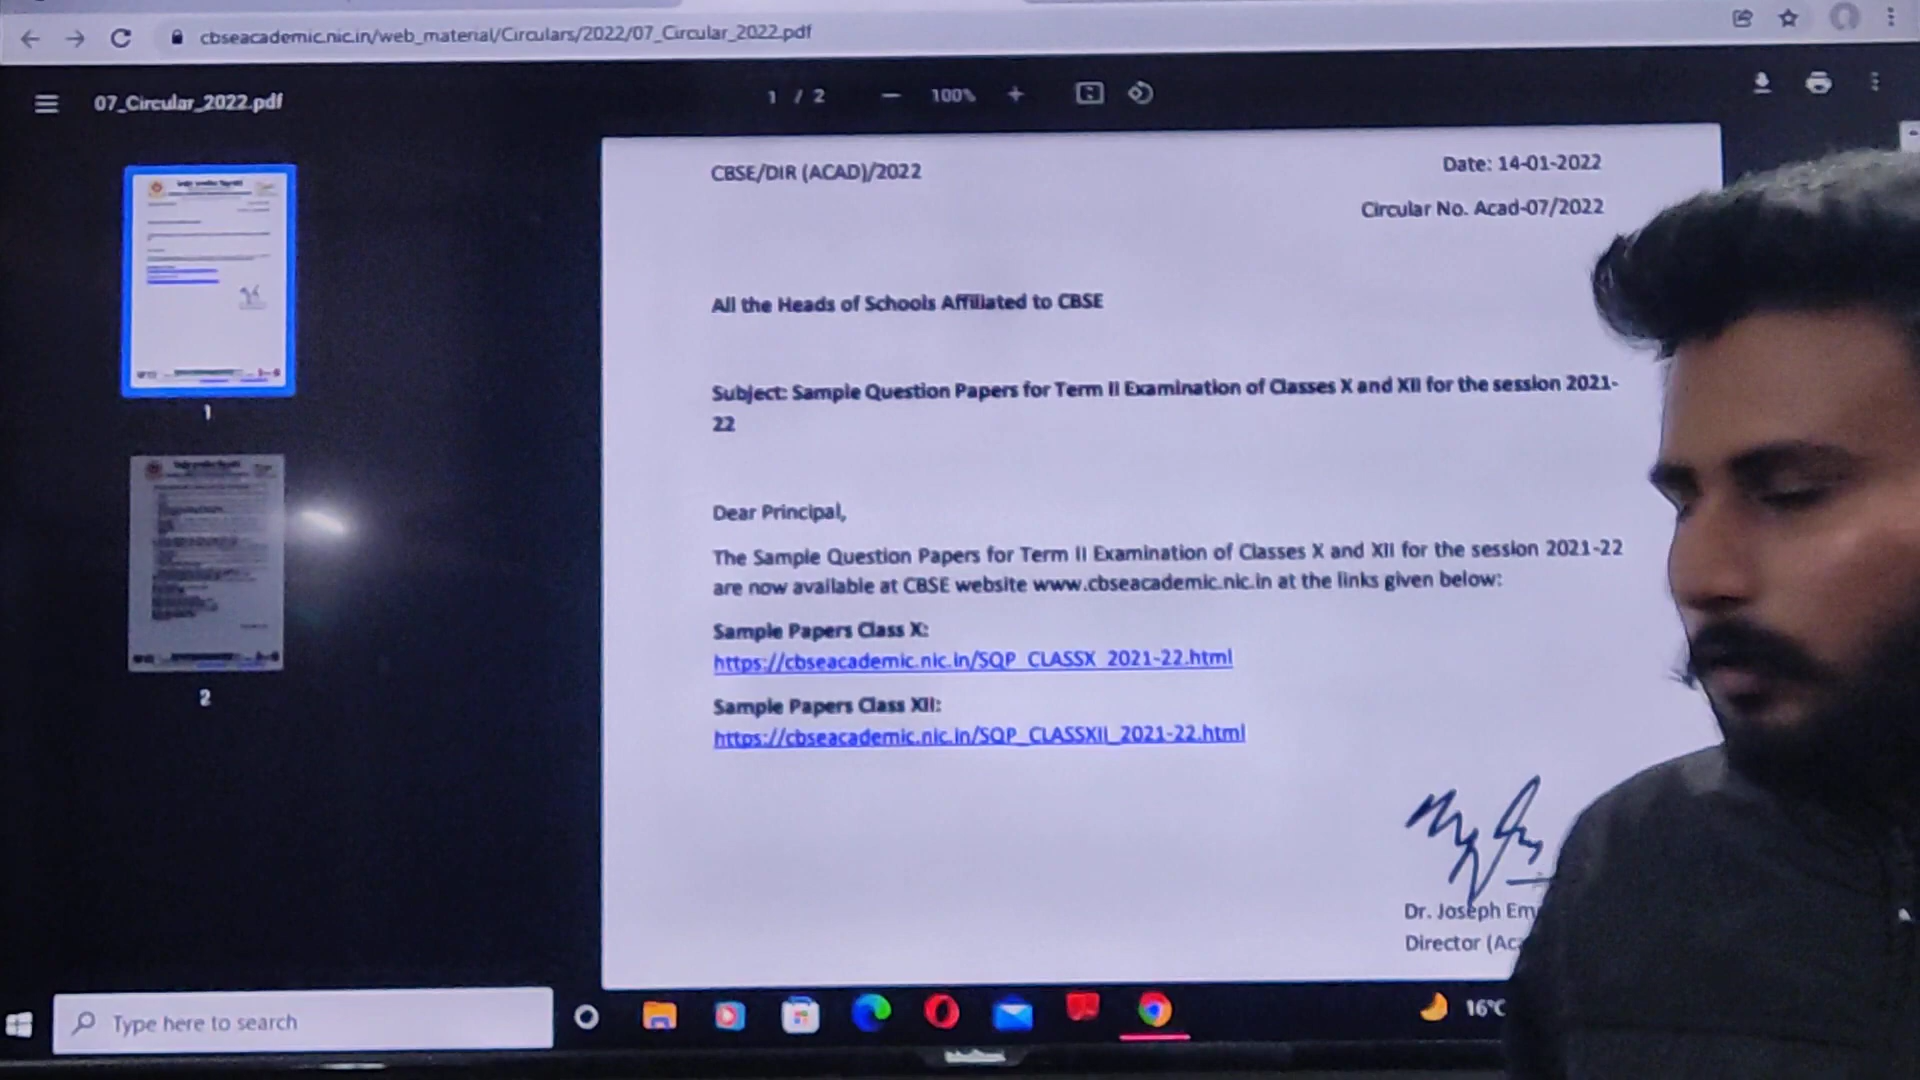 cbseacademic.nic.in/web_material/Circulars/2022/07_Circular_2022.pdf
07_Circular_2022.pdf
1 / 2
100%
CBSE/DIR (ACAD)/2022
Date: 14-01-2022
Circular No. Acad-07/2022
All the Heads of Schools Affiliated to CBSE
Subject: Sample Question Papers for Term II Examination of Classes X and XII for the session 2021-
22
Dear Principal,
The Sample Question Papers for Term II Examination of Classes X and XII for the session 2021-22
are now available at CBSE website www.cbseacademic.nic.in at the links given below:
Sample Papers Class X:
https://cbseacademic.nic.in/SQP_CLASSX_2021-22.html
Sample Papers Class XII:
https://cbseacademic.nic.in/SQP_CLASSXII_2021-22.html
Dr. Joseph Em
Director (Aca
1
2
Type here to search
16°C